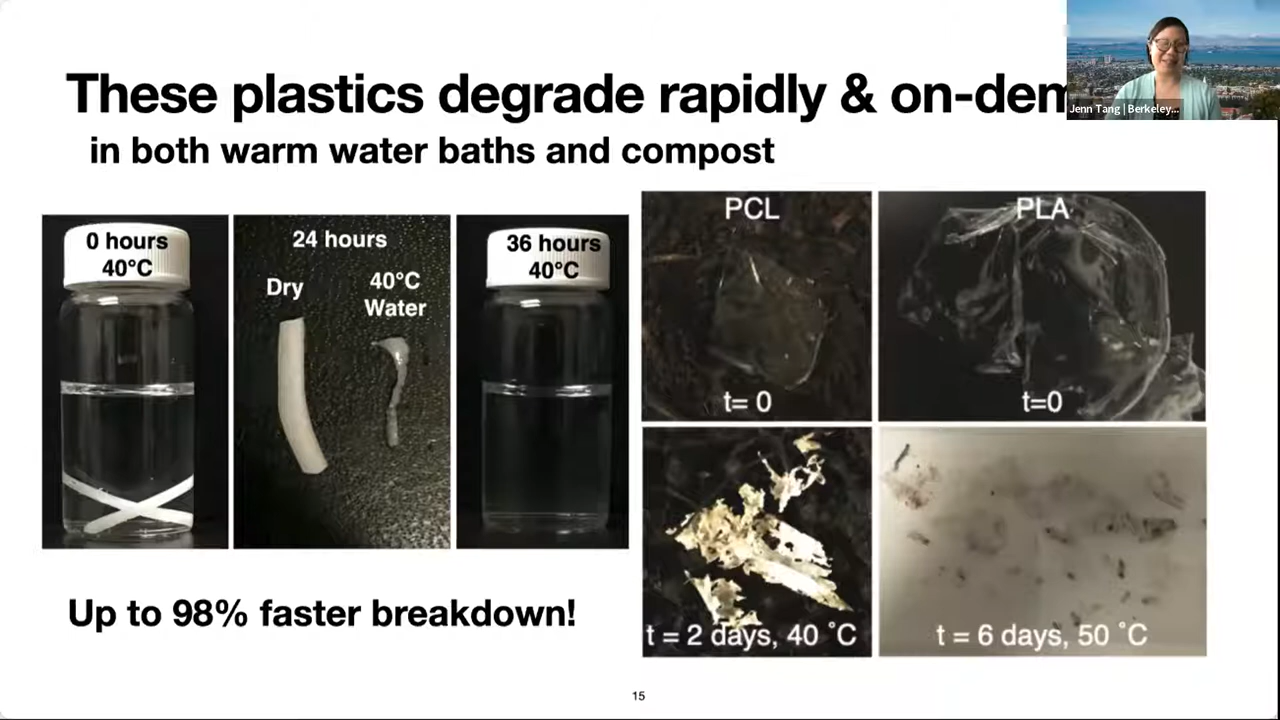 These plastics degrade rapidly & on-dem
in both warm water baths and compost
Jenn Tang | Berkeley...
0 hours
40°C
24 hours
Dry
40°C
Water
36 hours
40°C
PCL
t= 0
PLA
t=0
t = 2 days, 40 ˚C
t = 6 days, 50 ˚C
Up to 98% faster breakdown!
15